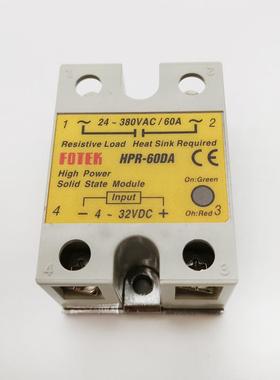 1 ~ 24 ~ 380VAC / 60A ~ 2
Resistive Load Heat Sink Required
FOTEK HPR-60DA CE
High Power On:Green
Solid State Module
4 Input Oh:Red 3
− 4 ~ 32VDC +